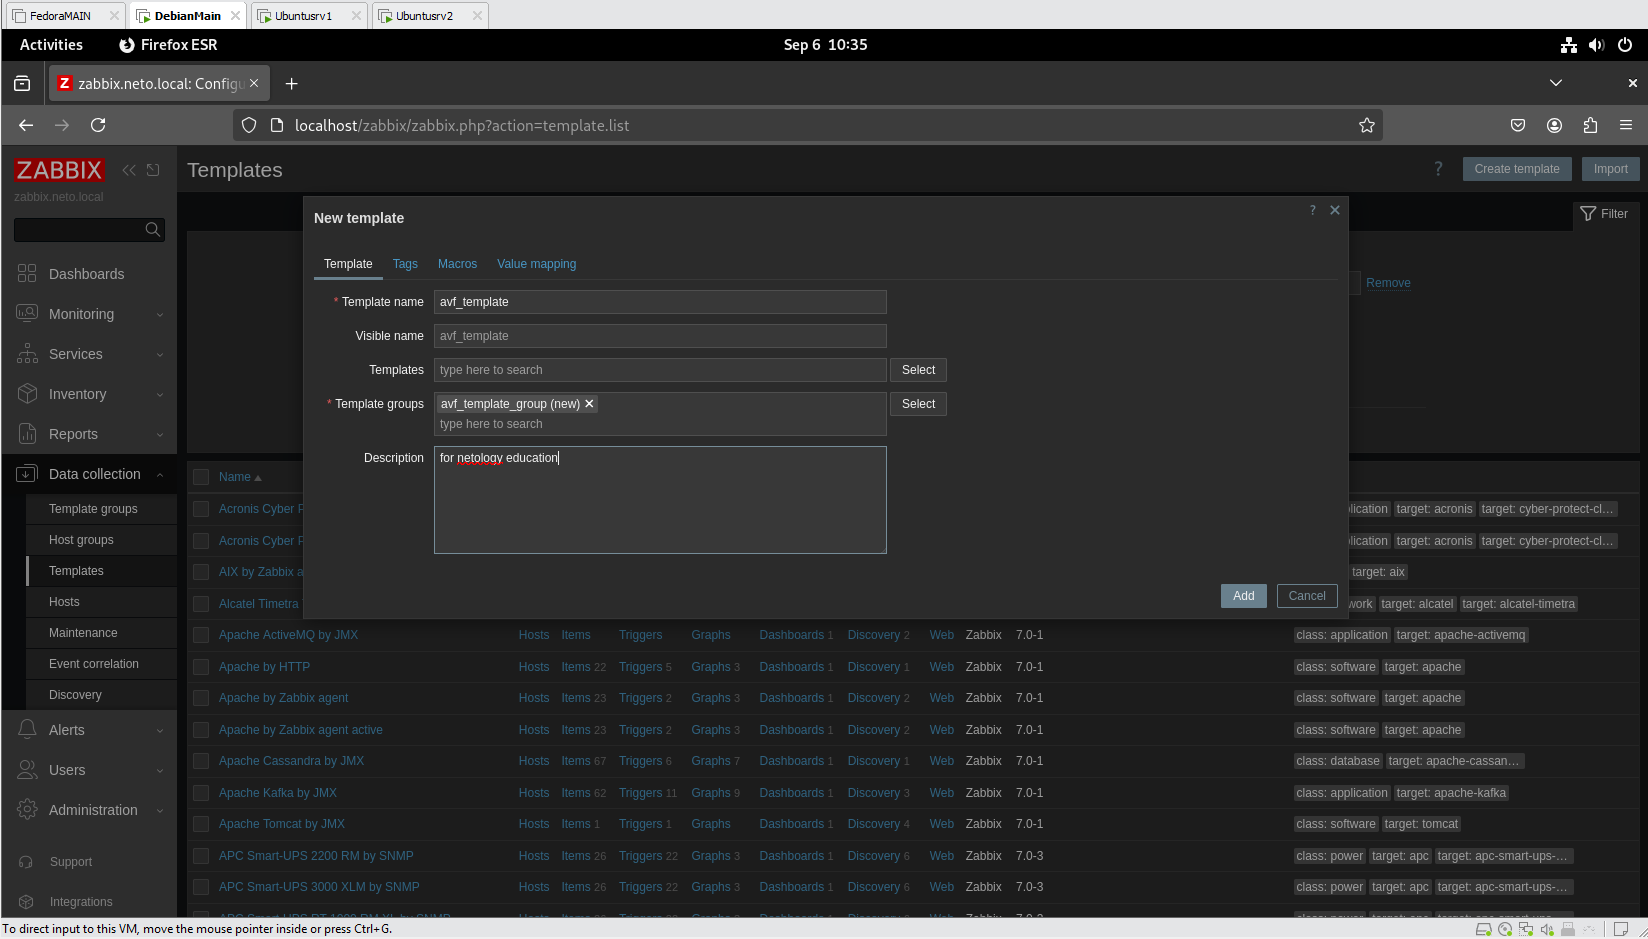 FedoraMAIN DebianMain Ubuntusrv1 Ubuntusrv2
Activities Firefox ESR Sep 6 10:35
zabbix.neto.local: Configu
localhost/zabbix/zabbix.php?action=template.list
ZABBIX
zabbix.neto.local
Templates ? Create template Import
Filter
Remove
Dashboards
Monitoring
Services
Inventory
Reports
Data collection
Template groups
Host groups
Templates
Hosts
Maintenance
Event correlation
Discovery
Alerts
Users
Administration
Support
Integrations
New template ?
Template Tags Macros Value mapping
* Template name avf_template
Visible name avf_template
Templates type here to search Select
* Template groups avf_template_group (new) Select
type here to search
Description for netology education
Add Cancel
Name
Acronis Cyber P lication target: acronis target: cyber-protect-cl…
Acronis Cyber P lication target: acronis target: cyber-protect-cl…
AIX by Zabbix a target: aix
Alcatel Timetra work target: alcatel target: alcatel-timetra
Apache ActiveMQ by JMX Hosts Items Triggers Graphs Dashboards 1 Discovery 2 Web Zabbix 7.0-1 class: application target: apache-activemq
Apache by HTTP Hosts Items 22 Triggers 5 Graphs 3 Dashboards 1 Discovery 1 Web Zabbix 7.0-1 class: software target: apache
Apache by Zabbix agent Hosts Items 23 Triggers 2 Graphs 3 Dashboards 1 Discovery 2 Web Zabbix 7.0-1 class: software target: apache
Apache by Zabbix agent active Hosts Items 23 Triggers 2 Graphs 3 Dashboards 1 Discovery 2 Web Zabbix 7.0-1 class: software target: apache
Apache Cassandra by JMX Hosts Items 67 Triggers 6 Graphs 7 Dashboards 1 Discovery 1 Web Zabbix 7.0-1 class: database target: apache-cassan…
Apache Kafka by JMX Hosts Items 62 Triggers 11 Graphs 9 Dashboards 1 Discovery 3 Web Zabbix 7.0-1 class: application target: apache-kafka
Apache Tomcat by JMX Hosts Items 1 Triggers 1 Graphs Dashboards 1 Discovery 4 Web Zabbix 7.0-1 class: software target: tomcat
APC Smart-UPS 2200 RM by SNMP Hosts Items 26 Triggers 22 Graphs 3 Dashboards 1 Discovery 6 Web Zabbix 7.0-3 class: power target: apc target: apc-smart-ups-…
APC Smart-UPS 3000 XLM by SNMP Hosts Items 26 Triggers 22 Graphs 3 Dashboards 1 Discovery 6 Web Zabbix 7.0-3 class: power target: apc target: apc-smart-ups-…
To direct input to this VM, move the mouse pointer inside or press Ctrl+G.